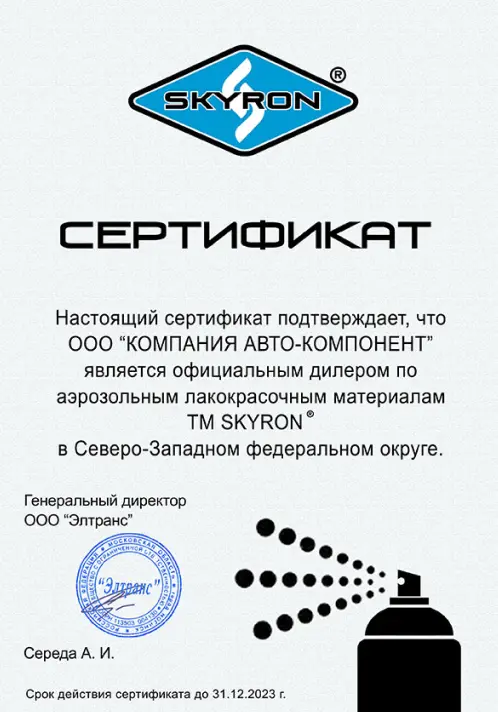 SKYRON®
СЕРТИФИКАТ
Настоящий сертификат подтверждает, что
ООО “КОМПАНИЯ АВТО-КОМПОНЕНТ”
является официальным дилером по
аэрозольным лакокрасочным материалам
ТМ SKYRON®
в Северо-Западном федеральном округе.
Генеральный директор
ООО “Элтранс”
“Элтранс”
Середа А. И.
Срок действия сертификата до 31.12.2023 г.